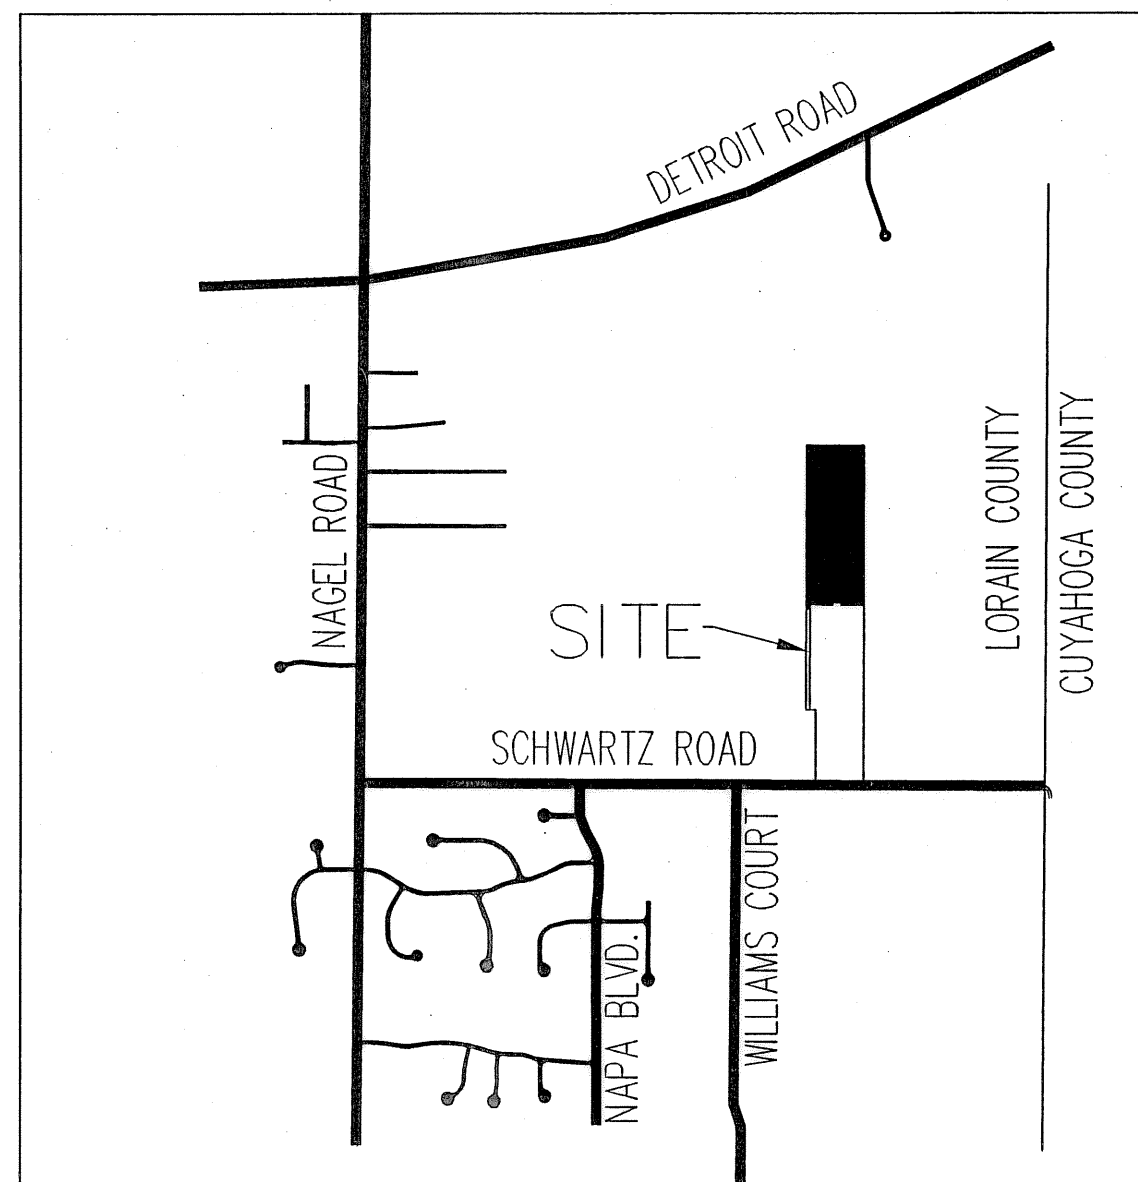 DETROIT ROAD
NAGEL ROAD
LORAIN COUNTY
CUYAHOGA COUNTY
SITE
SCHWARTZ ROAD
NAPA BLVD.
WILLIAMS COURT